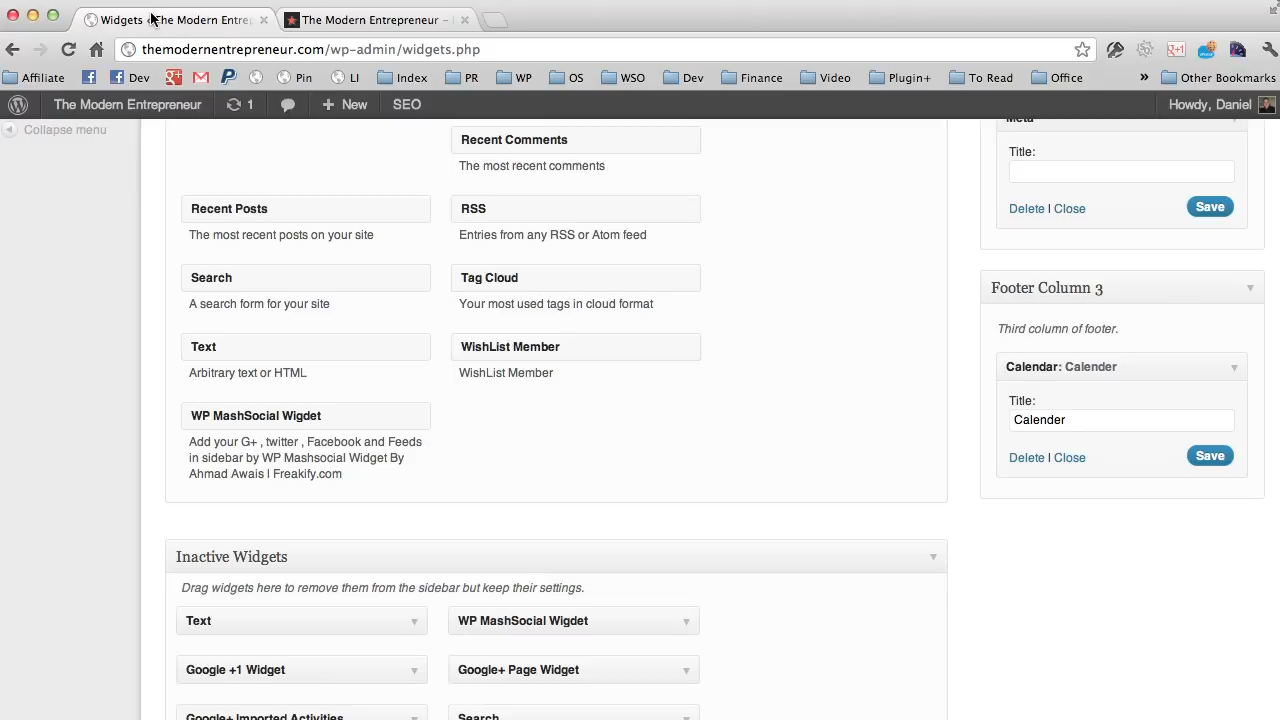 Widgets ‹ The Modern Entrep
The Modern Entrepreneur –
themodernentrepreneur.com/wp-admin/widgets.php
Affiliate Dev Pin LI Index PR WP OS WSO Dev Finance Video Plugin+ To Read Office » Other Bookmarks
The Modern Entrepreneur 1 + New SEO Howdy, Daniel
Collapse menu
Recent Comments
The most recent comments
Recent Posts
The most recent posts on your site
RSS
Entries from any RSS or Atom feed
Search
A search form for your site
Tag Cloud
Your most used tags in cloud format
Text
Arbitrary text or HTML
WishList Member
WishList Member
WP MashSocial Wigdet
Add your G+ , twitter , Facebook and Feeds
in sidebar by WP Mashsocial Widget By
Ahmad Awais | Freakify.com
Inactive Widgets
Drag widgets here to remove them from the sidebar but keep their settings.
Text
WP MashSocial Wigdet
Google +1 Widget
Google+ Page Widget
Google+ Imported Activities
Search
Meta
Title:
Delete | Close
Save
Footer Column 3
Third column of footer.
Calendar: Calender
Title:
Calender
Delete | Close
Save